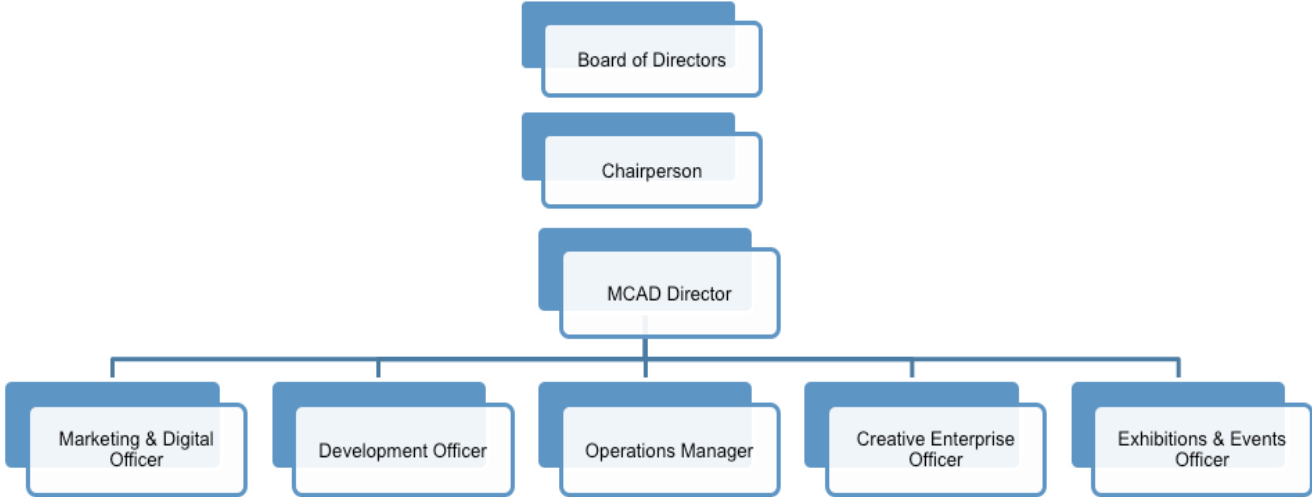 Board of Directors
Chairperson
MCAD Director
Marketing & Digital
Officer
Development Officer
Operations Manager
Creative Enterprise
Officer
Exhibitions & Events
Officer